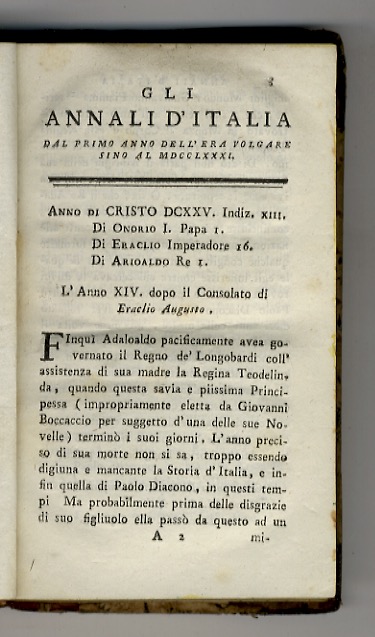 GLI
ANNALI D'ITALIA
DAL PRIMO ANNO DELL'ERA VOLGARE
SINO AL MDCCLXXXI.
ANNO DI CRISTO DCXXV. Indiz. XIII.
Di ONORIO I. Papa 1.
Di ERACLIO Imperadore 16.
Di ARIOALDO Re 1.
L'Anno XIV. dopo il Consolato di
Eraclio Augusto.
FInquì Adaloaldo pacificamente avea go-
vernato il Regno de' Longobardi coll'
assistenza di sua madre la Regina Teodelin-
da, quando questa savia e piissima Princi-
pessa (impropriamente eletta da Giovanni
Boccaccio per suggetto d'una delle sue No-
velle) terminò i suoi giorni. L'anno preci-
so di sua morte non si sa, troppo essendo
digiuna e mancante la Storia d'Italia, e in-
fin quella di Paolo Diacono, in questi tem-
pi Ma probabilmente prima delle disgrazie
di suo figliuolo ella passò da questo ad un
A 2 mi-